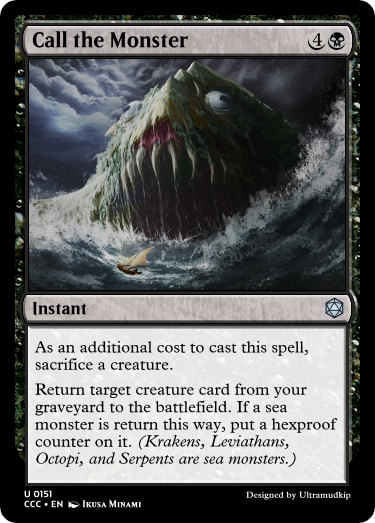 Call the Monster 4
Instant
As an additional cost to cast this spell,
sacrifice a creature.
Return target creature card from your
graveyard to the battlefield. If a sea
monster is return this way, put a hexproof
counter on it. (Krakens, Leviathans,
Octopi, and Serpents are sea monsters.)
U 0151
CCC • EN Ikusa Minami
Designed by Ultramudkip